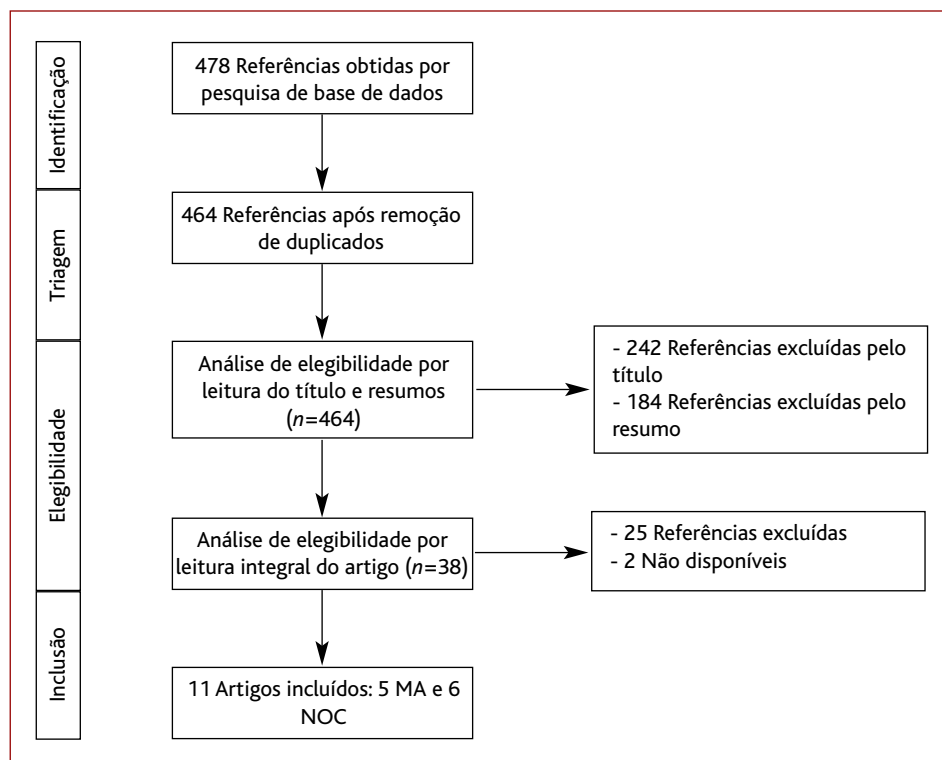 Identificação
478 Referências obtidas por
pesquisa de base de dados
Triagem
464 Referências após remoção
de duplicados
Elegibilidade
Análise de elegibilidade por
leitura do título e resumos
(n=464)
- 242 Referências excluídas pelo
título
- 184 Referências excluídas pelo
resumo
Análise de elegibilidade por
leitura integral do artigo (n=38)
- 25 Referências excluídas
- 2 Não disponíveis
Inclusão
11 Artigos incluídos: 5 MA e 6
NOC